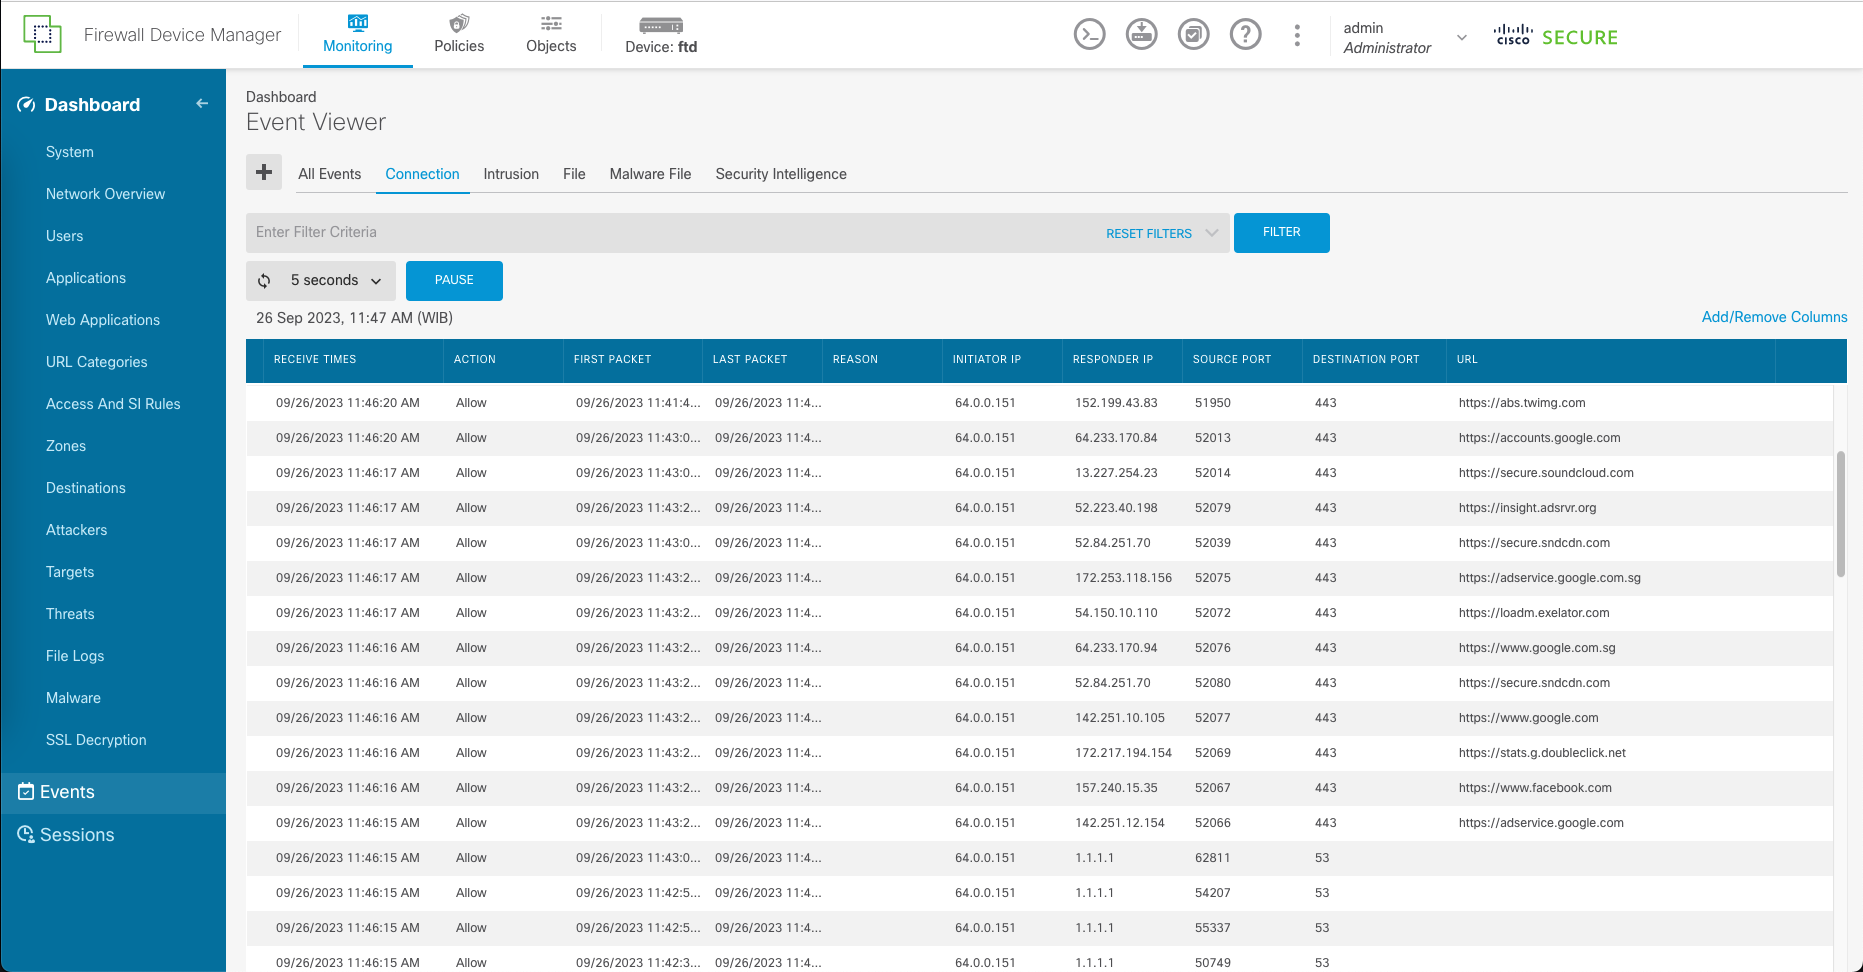 Firewall Device Manager
Monitoring
Policies
Objects
Device: ftd
admin
Administrator
CISCO SECURE
Dashboard
System
Network Overview
Users
Applications
Web Applications
URL Categories
Access And SI Rules
Zones
Destinations
Attackers
Targets
Threats
File Logs
Malware
SSL Decryption
Events
Sessions
Dashboard
Event Viewer
All Events Connection Intrusion File Malware File Security Intelligence
Enter Filter Criteria RESET FILTERS FILTER
5 seconds PAUSE
26 Sep 2023, 11:47 AM (WIB) Add/Remove Columns
RECEIVE TIMES ACTION FIRST PACKET LAST PACKET REASON INITIATOR IP RESPONDER IP SOURCE PORT DESTINATION PORT URL
09/26/2023 11:46:20 AM Allow 09/26/2023 11:41:4... 09/26/2023 11:4... 64.0.0.151 152.199.43.83 51950 443 https://abs.twimg.com
09/26/2023 11:46:20 AM Allow 09/26/2023 11:43:0... 09/26/2023 11:4... 64.0.0.151 64.233.170.84 52013 443 https://accounts.google.com
09/26/2023 11:46:17 AM Allow 09/26/2023 11:43:0... 09/26/2023 11:4... 64.0.0.151 13.227.254.23 52014 443 https://secure.soundcloud.com
09/26/2023 11:46:17 AM Allow 09/26/2023 11:43:2... 09/26/2023 11:4... 64.0.0.151 52.223.40.198 52079 443 https://insight.adsrvr.org
09/26/2023 11:46:17 AM Allow 09/26/2023 11:43:0... 09/26/2023 11:4... 64.0.0.151 52.84.251.70 52039 443 https://secure.sndcdn.com
09/26/2023 11:46:17 AM Allow 09/26/2023 11:43:2... 09/26/2023 11:4... 64.0.0.151 172.253.118.156 52075 443 https://adservice.google.com.sg
09/26/2023 11:46:17 AM Allow 09/26/2023 11:43:2... 09/26/2023 11:4... 64.0.0.151 54.150.10.110 52072 443 https://loadm.exelator.com
09/26/2023 11:46:16 AM Allow 09/26/2023 11:43:2... 09/26/2023 11:4... 64.0.0.151 64.233.170.94 52076 443 https://www.google.com.sg
09/26/2023 11:46:16 AM Allow 09/26/2023 11:43:2... 09/26/2023 11:4... 64.0.0.151 52.84.251.70 52080 443 https://secure.sndcdn.com
09/26/2023 11:46:16 AM Allow 09/26/2023 11:43:2... 09/26/2023 11:4... 64.0.0.151 142.251.10.105 52077 443 https://www.google.com
09/26/2023 11:46:16 AM Allow 09/26/2023 11:43:2... 09/26/2023 11:4... 64.0.0.151 172.217.194.154 52069 443 https://stats.g.doubleclick.net
09/26/2023 11:46:16 AM Allow 09/26/2023 11:43:2... 09/26/2023 11:4... 64.0.0.151 157.240.15.35 52067 443 https://www.facebook.com
09/26/2023 11:46:15 AM Allow 09/26/2023 11:43:2... 09/26/2023 11:4... 64.0.0.151 142.251.12.154 52066 443 https://adservice.google.com
09/26/2023 11:46:15 AM Allow 09/26/2023 11:43:0... 09/26/2023 11:4... 64.0.0.151 1.1.1.1 62811 53
09/26/2023 11:46:15 AM Allow 09/26/2023 11:42:5... 09/26/2023 11:4... 64.0.0.151 1.1.1.1 54207 53
09/26/2023 11:46:15 AM Allow 09/26/2023 11:42:5... 09/26/2023 11:4... 64.0.0.151 1.1.1.1 55337 53
09/26/2023 11:46:15 AM Allow 09/26/2023 11:42:3... 09/26/2023 11:4... 64.0.0.151 1.1.1.1 50749 53